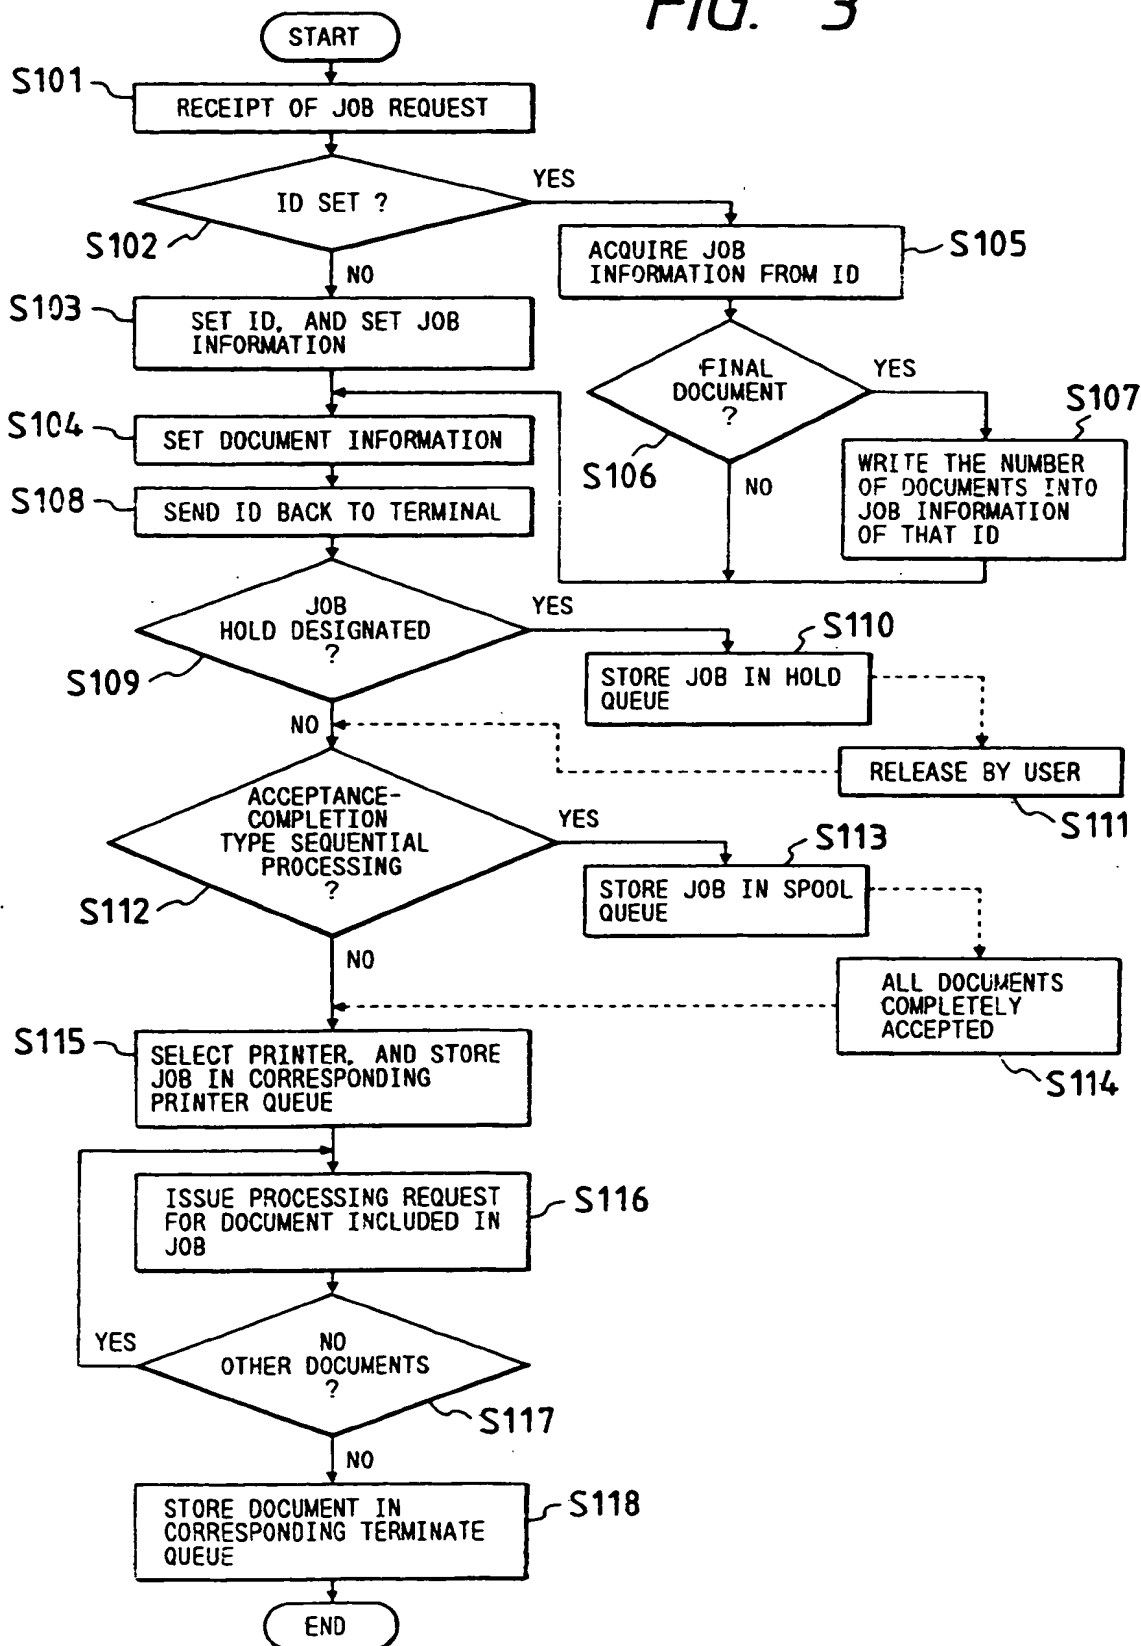 FIG. 3
START
S101
RECEIPT OF JOB REQUEST
ID SET ?
YES
S102
NO
S105
ACQUIRE JOB
INFORMATION FROM ID
S103
SET ID, AND SET JOB
INFORMATION
FINAL
DOCUMENT
?
YES
S106
NO
S107
WRITE THE NUMBER
OF DOCUMENTS INTO
JOB INFORMATION
OF THAT ID
S104
SET DOCUMENT INFORMATION
S108
SEND ID BACK TO TERMINAL
JOB
HOLD DESIGNATED
?
YES
S109
NO
S110
STORE JOB IN HOLD
QUEUE
RELEASE BY USER
S111
ACCEPTANCE-
COMPLETION
TYPE SEQUENTIAL
PROCESSING
?
YES
S112
NO
S113
STORE JOB IN SPOOL
QUEUE
ALL DOCUMENTS
COMPLETELY
ACCEPTED
S114
S115
SELECT PRINTER, AND STORE
JOB IN CORRESPONDING
PRINTER QUEUE
ISSUE PROCESSING REQUEST
FOR DOCUMENT INCLUDED IN
JOB
S116
YES
NO
OTHER DOCUMENTS
?
S117
NO
STORE DOCUMENT IN
CORRESPONDING TERMINATE
QUEUE
S118
END